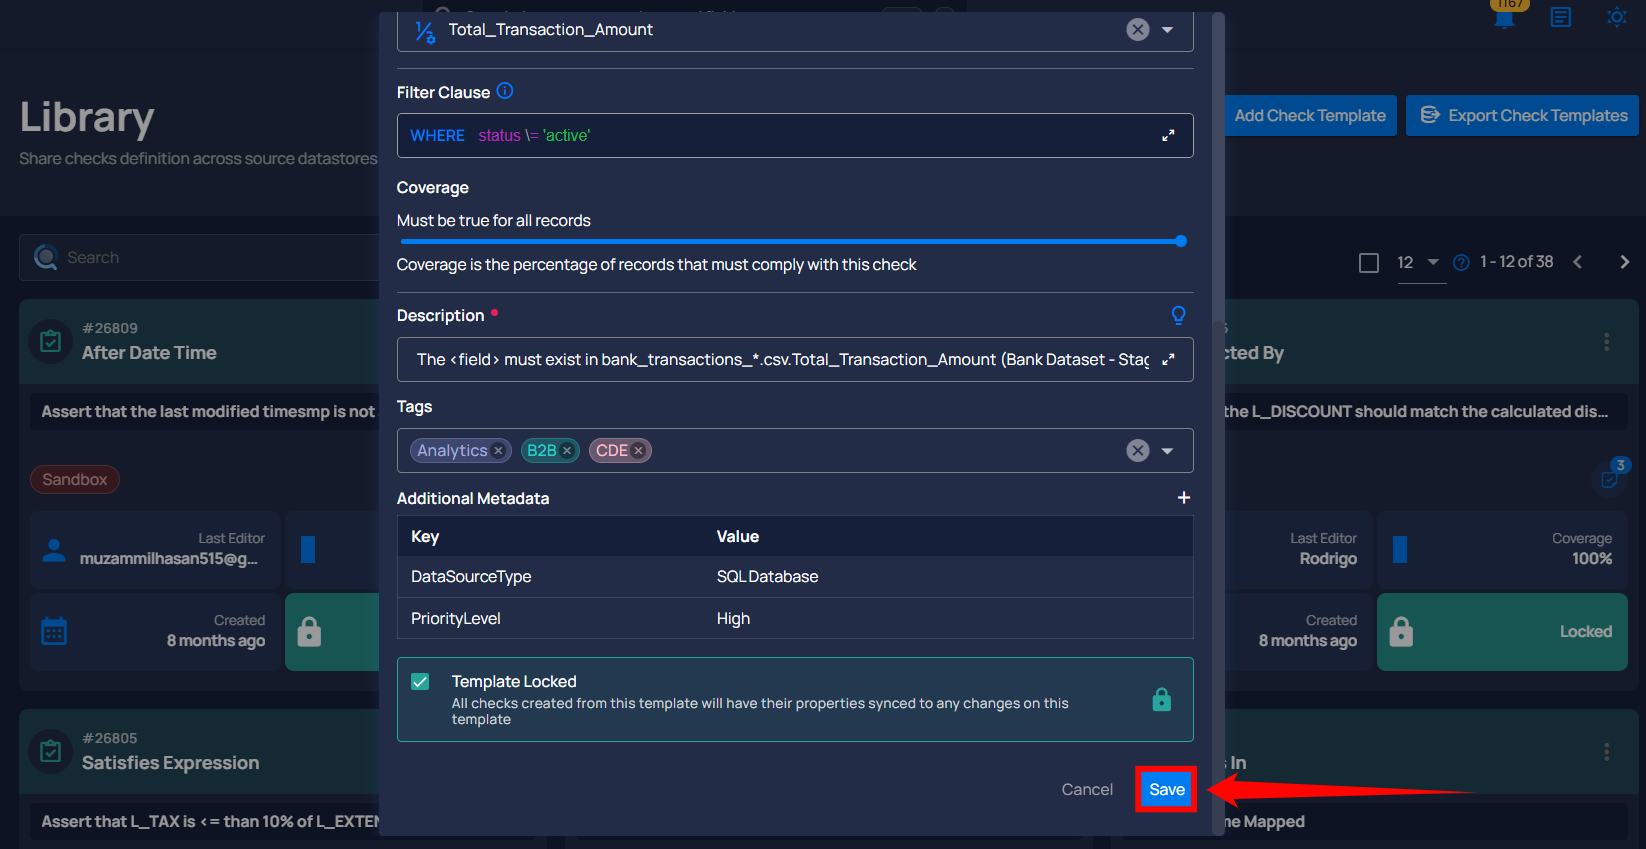 1167
Library
Share checks definition across source datastores
Add Check Template
Export Check Templates
Search
12
1 - 12 of 38
#26809
After Date Time
Assert that the last modified timesmp is not
Sandbox
Last Editor
muzammilhasan515@g...
Created
8 months ago
#26805
Satisfies Expression
Assert that L_TAX is <= than 10% of L_EXTEN
Total_Transaction_Amount
Filter Clause
WHERE status \= 'active'
Coverage
Must be true for all records
Coverage is the percentage of records that must comply with this check
Description
The <field> must exist in bank_transactions_*.csv.Total_Transaction_Amount (Bank Dataset - Stag
Tags
Analytics B2B CDE
Additional Metadata
Key Value
DataSourceType SQL Database
PriorityLevel High
Template Locked
All checks created from this template will have their properties synced to any changes on this
template
Cancel Save
cted By
the L_DISCOUNT should match the calculated dis...
3
Last Editor
Rodrigo
Coverage
100%
Created
8 months ago
Locked
In
me Mapped